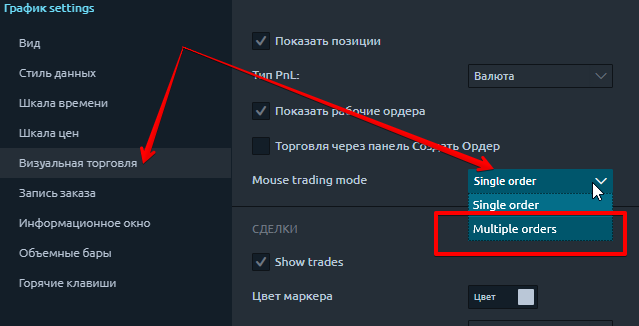 График settings
Вид
Стиль данных
Шкала времени
Шкала цен
Визуальная торговля
Запись заказа
Информационное окно
Объемные бары
Горячие клавиши
Показать позиции
Тип PnL:
Валюта
Показать рабочие ордера
Торговля через панель Создать Ордер
Mouse trading mode
Single order
Single order
Multiple orders
СДЕЛКИ
Show trades
Цвет маркера
Цвет